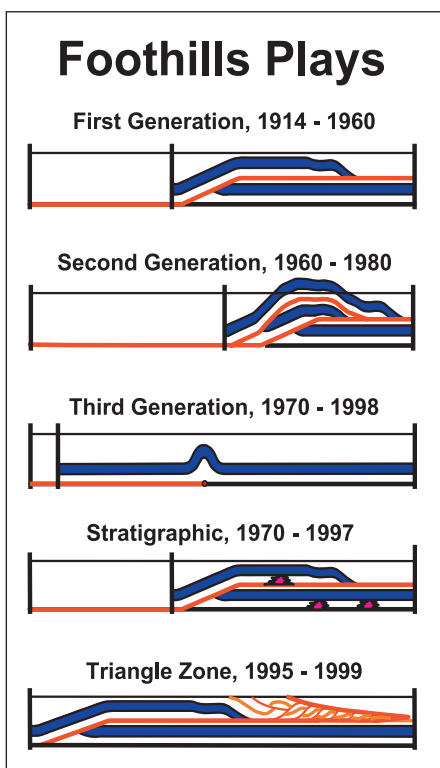 Foothills Plays
First Generation, 1914 - 1960
Second Generation, 1960 - 1980
Third Generation, 1970 - 1998
Stratigraphic, 1970 - 1997
Triangle Zone, 1995 - 1999